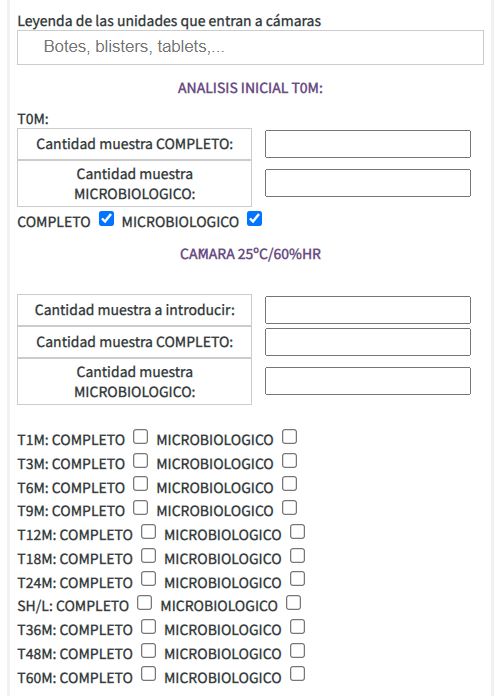 Leyenda de las unidades que entran a cámaras
Botes, blisters, tablets,...
ANALISIS INICIAL T0M:
T0M:
Cantidad muestra COMPLETO:
Cantidad muestra
MICROBIOLOGICO:
COMPLETO MICROBIOLOGICO
CAMARA 25ºC/60%HR
Cantidad muestra a introducir:
Cantidad muestra COMPLETO:
Cantidad muestra
MICROBIOLOGICO:
T1M: COMPLETO MICROBIOLOGICO
T3M: COMPLETO MICROBIOLOGICO
T6M: COMPLETO MICROBIOLOGICO
T9M: COMPLETO MICROBIOLOGICO
T12M: COMPLETO MICROBIOLOGICO
T18M: COMPLETO MICROBIOLOGICO
T24M: COMPLETO MICROBIOLOGICO
SH/L: COMPLETO MICROBIOLOGICO
T36M: COMPLETO MICROBIOLOGICO
T48M: COMPLETO MICROBIOLOGICO
T60M: COMPLETO MICROBIOLOGICO